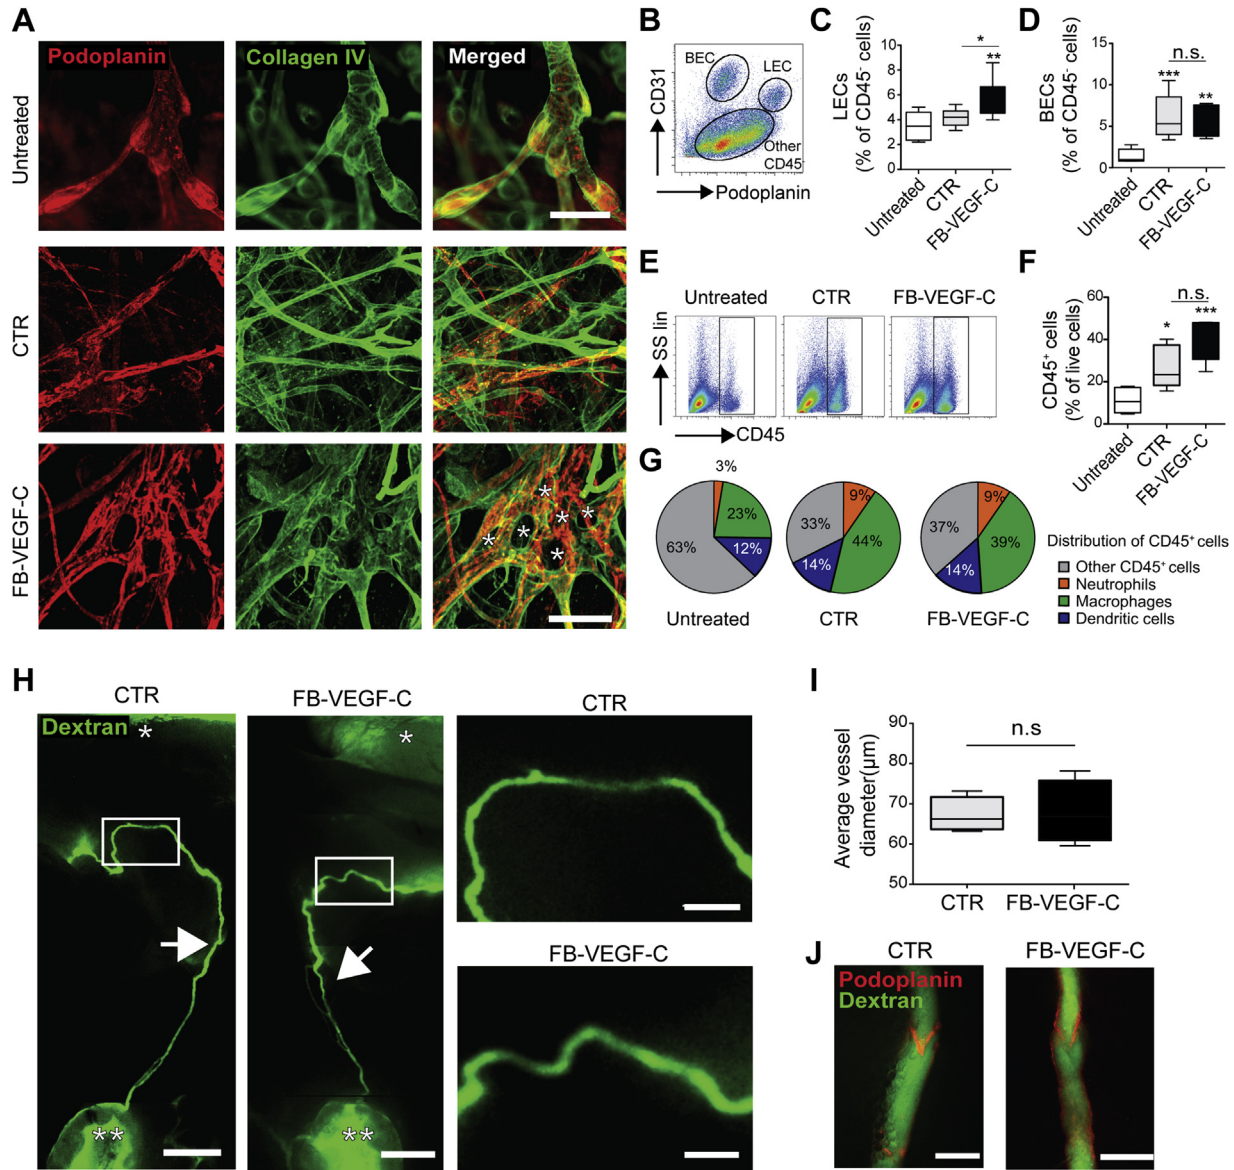 A
Podoplanin
Collagen IV
Merged
Untreated
CTR
FB-VEGF-C
*
*
*
*
*
*
B
BEC
LEC
Other
CD45-
CD31
Podoplanin
C
LECs
(% of CD45- cells)
10
8
6
4
2
0
*
**
Untreated
CTR
FB-VEGF-C
D
BECs
(% of CD45- cells)
15
10
5
0
n.s.
***
**
Untreated
CTR
FB-VEGF-C
E
Untreated
CTR
FB-VEGF-C
SS lin
CD45
F
CD45+ cells
(% of live cells)
60
40
20
0
n.s.
*
***
Untreated
CTR
FB-VEGF-C
G
3%
23%
12%
63%
Untreated
9%
44%
14%
33%
CTR
9%
39%
14%
37%
FB-VEGF-C
Distribution of CD45+ cells
Other CD45+ cells
Neutrophils
Macrophages
Dendritic cells
H
CTR
Dextran
*
**
FB-VEGF-C
*
**
CTR
FB-VEGF-C
I
Average vessel
diameter(µm)
90
80
70
60
50
n.s
CTR
FB-VEGF-C
J
CTR
FB-VEGF-C
Podoplanin
Dextran